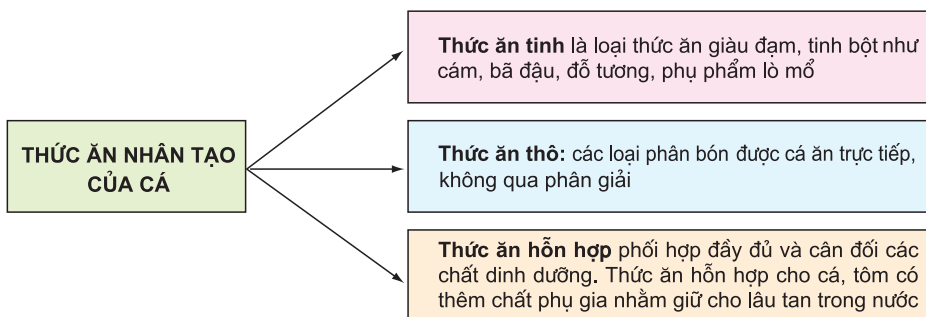 THỨC ĂN NHÂN TẠO
CỦA CÁ
Thức ăn tinh là loại thức ăn giàu đạm, tinh bột như
cám, bã đậu, đỗ tương, phụ phẩm lò mổ
Thức ăn thô: các loại phân bón được cá ăn trực tiếp,
không qua phân giải
Thức ăn hỗn hợp phối hợp đầy đủ và cân đối các
chất dinh dưỡng. Thức ăn hỗn hợp cho cá, tôm có
thêm chất phụ gia nhằm giữ cho lâu tan trong nước